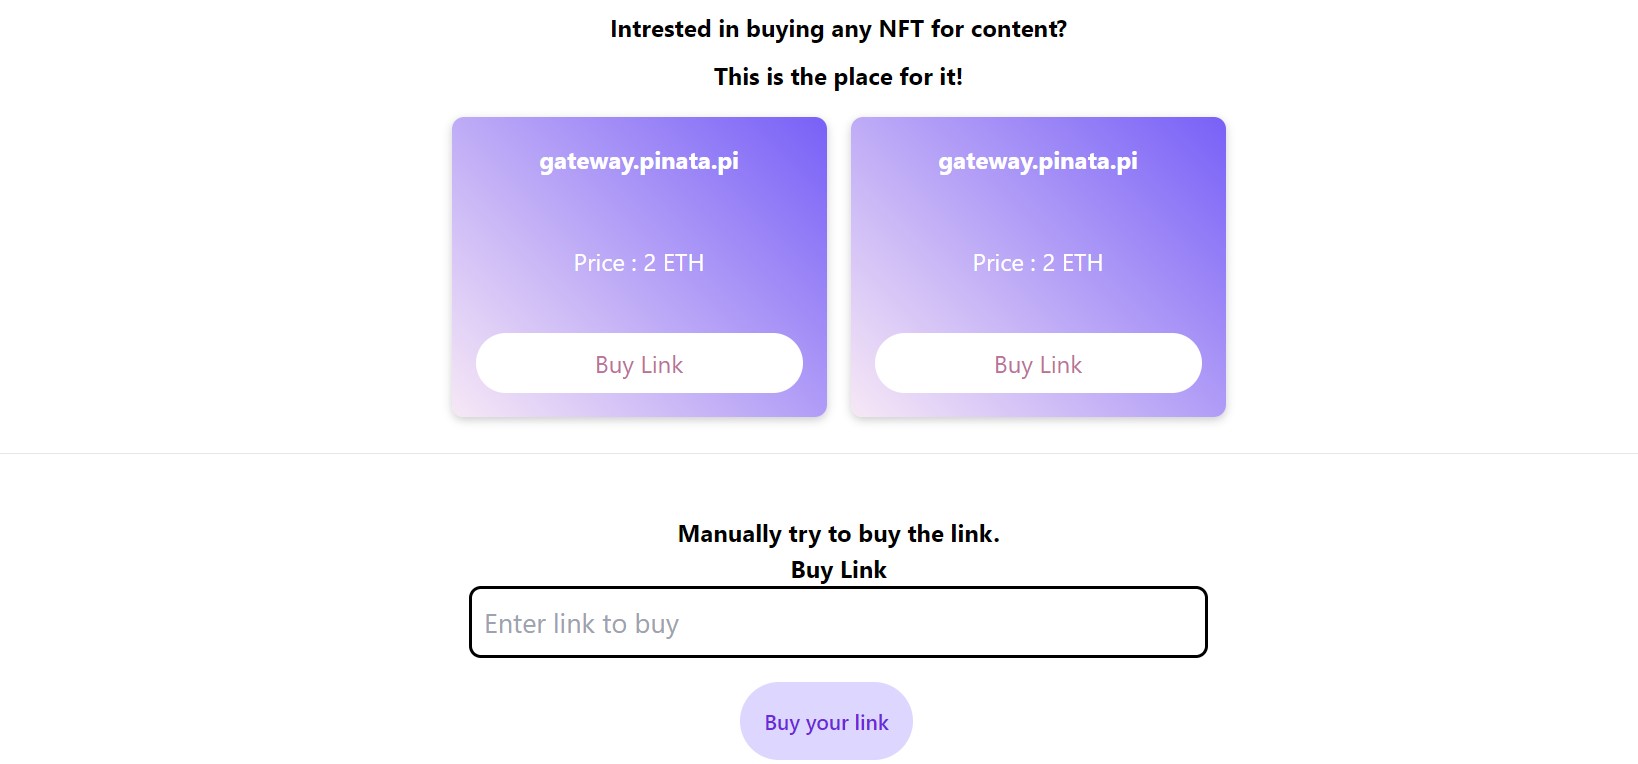 Intrested in buying any NFT for content?
This is the place for it!
gateway.pinata.pi
Price : 2 ETH
Buy Link
gateway.pinata.pi
Price : 2 ETH
Buy Link
Manually try to buy the link.
Buy Link
Enter link to buy
Buy your link